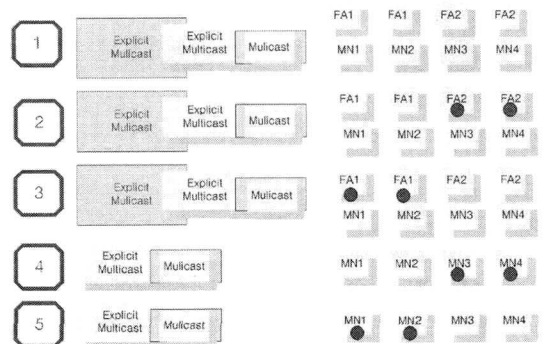 FA1 FA1 FA2 FA2
1 Explicit Multicast Explicit Multicast Mulicast
MN1 MN2 MN3 MN4
FA1 FA1 FA2 FA2
2 Explicit Multicast Explicit Multicast Mulicast
MN1 MN2 MN3 MN4
FA1 FA1 FA2 FA2
3 Explicit Multicast Explicit Multicast Mulicast
MN1 MN2 MN3 MN4
4 Explicit Multicast Mulicast
MN1 MN2 MN3 MN4
5 Explicit Multicast Mulicast
MN1 MN2 MN3 MN4